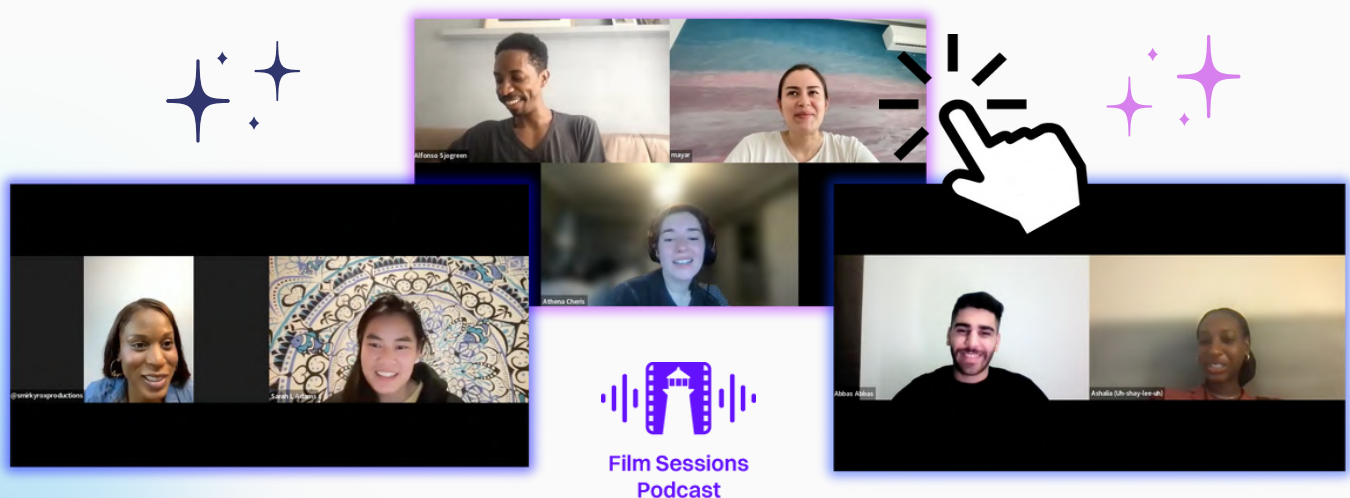 Alfonso Sjogreen
mayar
Athena Cheris
@smirkyroxproductions
Sarah L Adams
Abbas Abbas
Ashalia (Uh-shay-lee-uh)
Film Sessions
Podcast